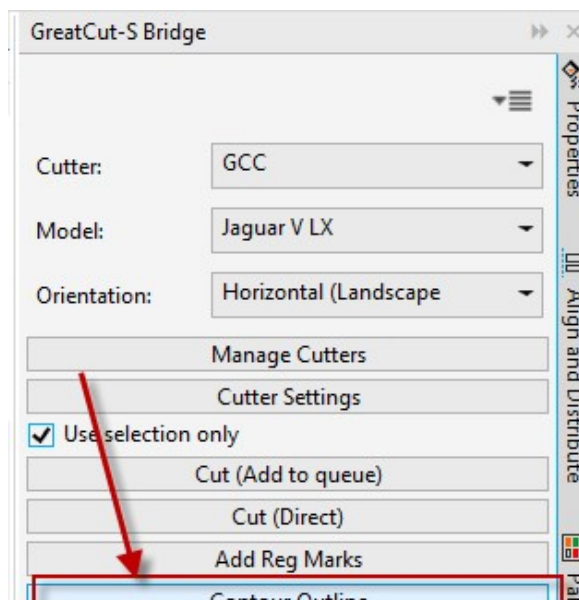 GreatCut-S Bridge
Cutter:
GCC
Model:
Jaguar V LX
Orientation:
Horizontal (Landscape
Manage Cutters
Cutter Settings
Use selection only
Cut (Add to queue)
Cut (Direct)
Add Reg Marks
Contour Outline
Properties
Align and Distribute